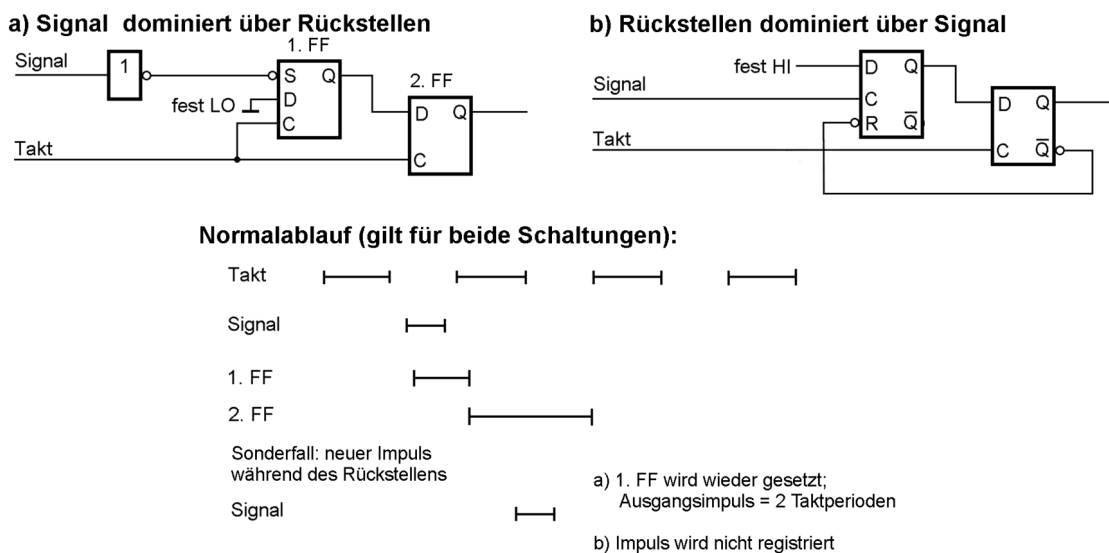 a) Signal dominiert über Rückstellen
1. FF
Signal
1
S
Q
D
C
fest LO
2. FF
D
Q
C
Takt
b) Rückstellen dominiert über Signal
fest HI
D
Q
Signal
C
R
Q
D
Q
Takt
C
Q
Normalablauf (gilt für beide Schaltungen):
Takt
Signal
1. FF
2. FF
Sonderfall: neuer Impuls
während des Rückstellens
Signal
a) 1. FF wird wieder gesetzt;
Ausgangsimpuls = 2 Taktperioden
b) Impuls wird nicht registriert